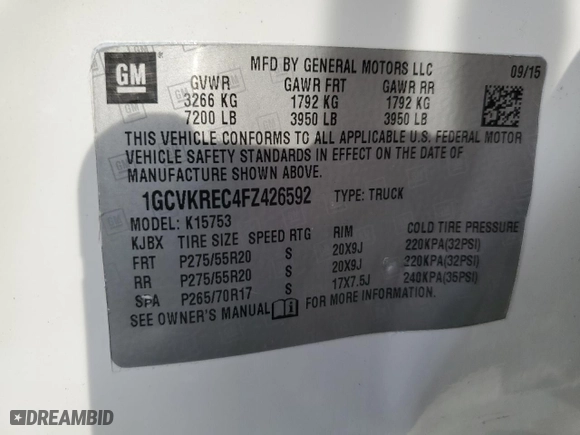 GM
MFD BY GENERAL MOTORS LLC 09/15
GVWR GAWR FRT GAWR RR
3266 KG 1792 KG 1792 KG
7200 LB 3950 LB 3950 LB
THIS VEHICLE CONFORMS TO ALL APPLICABLE U.S. FEDERAL MOTOR
VEHICLE SAFETY STANDARDS IN EFFECT ON THE DATE OF
MANUFACTURE SHOWN ABOVE.
1GCVKREC4FZ426592 TYPE: TRUCK
MODEL: K15753
KJBX TIRE SIZE SPEED RTG RIM COLD TIRE PRESSURE
FRT P275/55R20 S 20X9J 220KPA(32PSI)
RR P275/55R20 S 20X9J 220KPA(32PSI)
SPA P265/70R17 S 17X7.5J 240KPA(35PSI)
SEE OWNER'S MANUAL FOR MORE INFORMATION.
DREAMBID